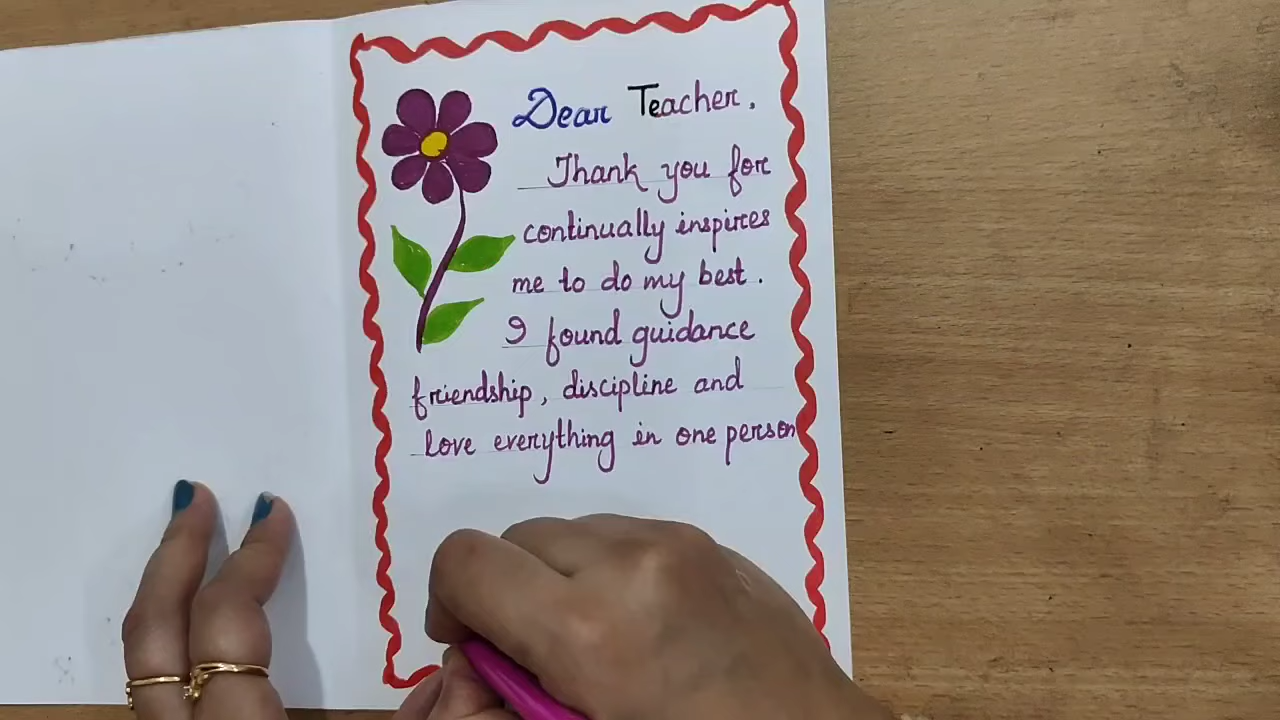 Dear Teacher.
Thank you for
continually inspires
me to do my best.
I found guidance
friendship, discipline and
love everything in one person